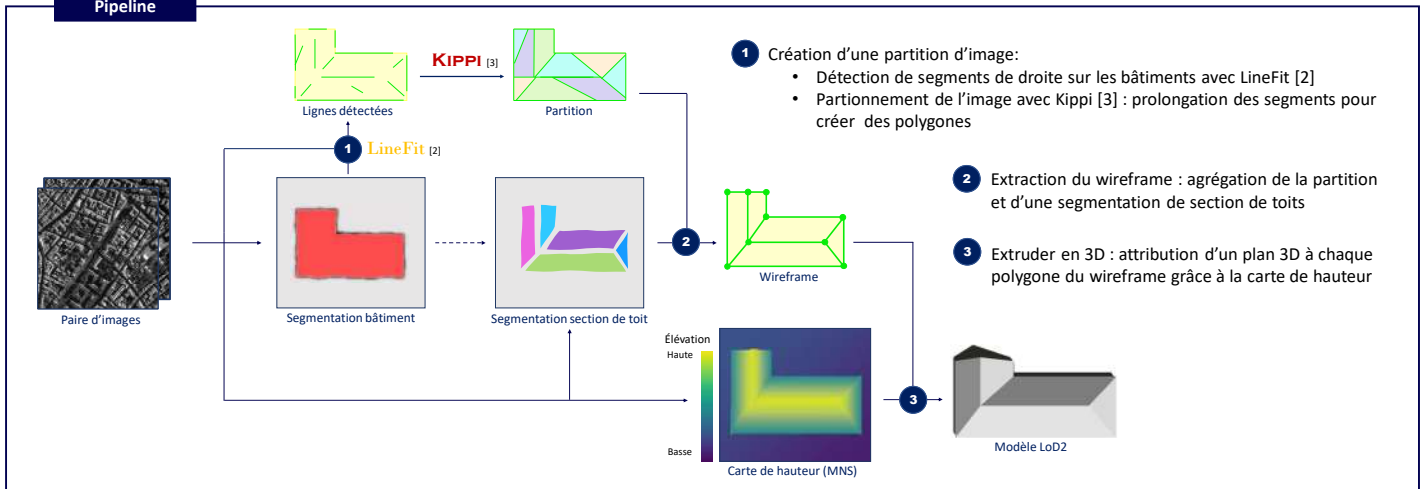 Pipeline
KIPPI [3]
Lignes détectées
Partition
1
LineFit [2]
Paire d'images
Segmentation bâtiment
Segmentation section de toit
2
Wireframe
Élévation
Haute
Basse
Carte de hauteur (MNS)
3
Modèle LoD2
1 Création d'une partition d'image:
• Détection de segments de droite sur les bâtiments avec LineFit [2]
• Partionnement de l'image avec Kippi [3] : prolongation des segments pour
créer des polygones
2 Extraction du wireframe : agrégation de la partition
et d'une segmentation de section de toits
3 Extruder en 3D : attribution d'un plan 3D à chaque
polygone du wireframe grâce à la carte de hauteur